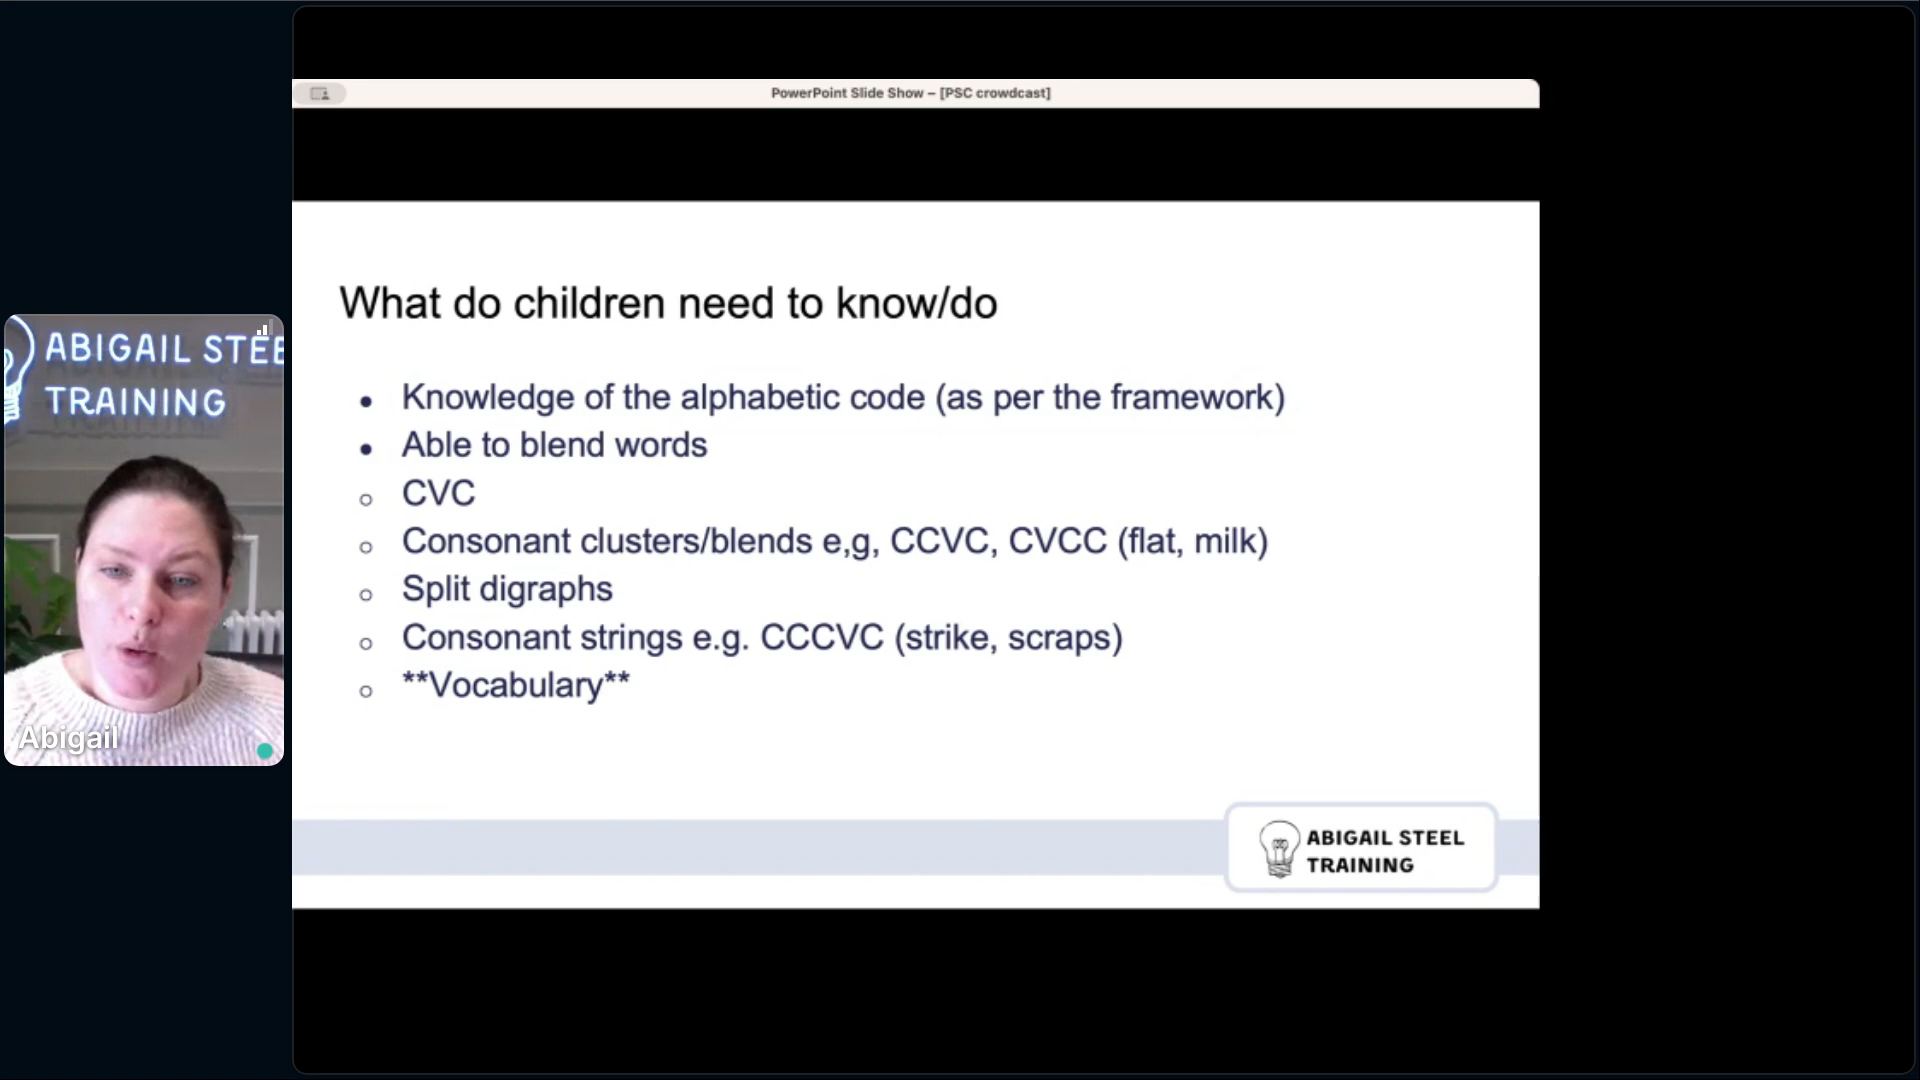 PowerPoint Slide Show – [PSC crowdcast]
ABIGAIL STEE
TRAINING
Abigail
What do children need to know/do
Knowledge of the alphabetic code (as per the framework)
Able to blend words
CVC
Consonant clusters/blends e,g, CCVC, CVCC (flat, milk)
Split digraphs
Consonant strings e.g. CCCVC (strike, scraps)
**Vocabulary**
ABIGAIL STEEL
TRAINING